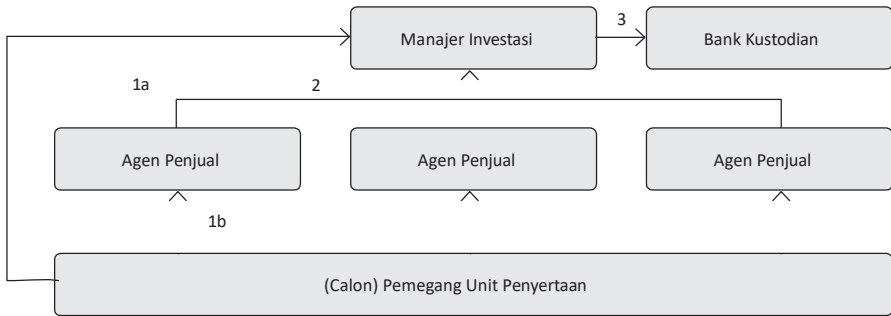 3
Manajer Investasi
Bank Kustodian
1a
2
Agen Penjual
Agen Penjual
Agen Penjual
1b
(Calon) Pemegang Unit Penyertaan